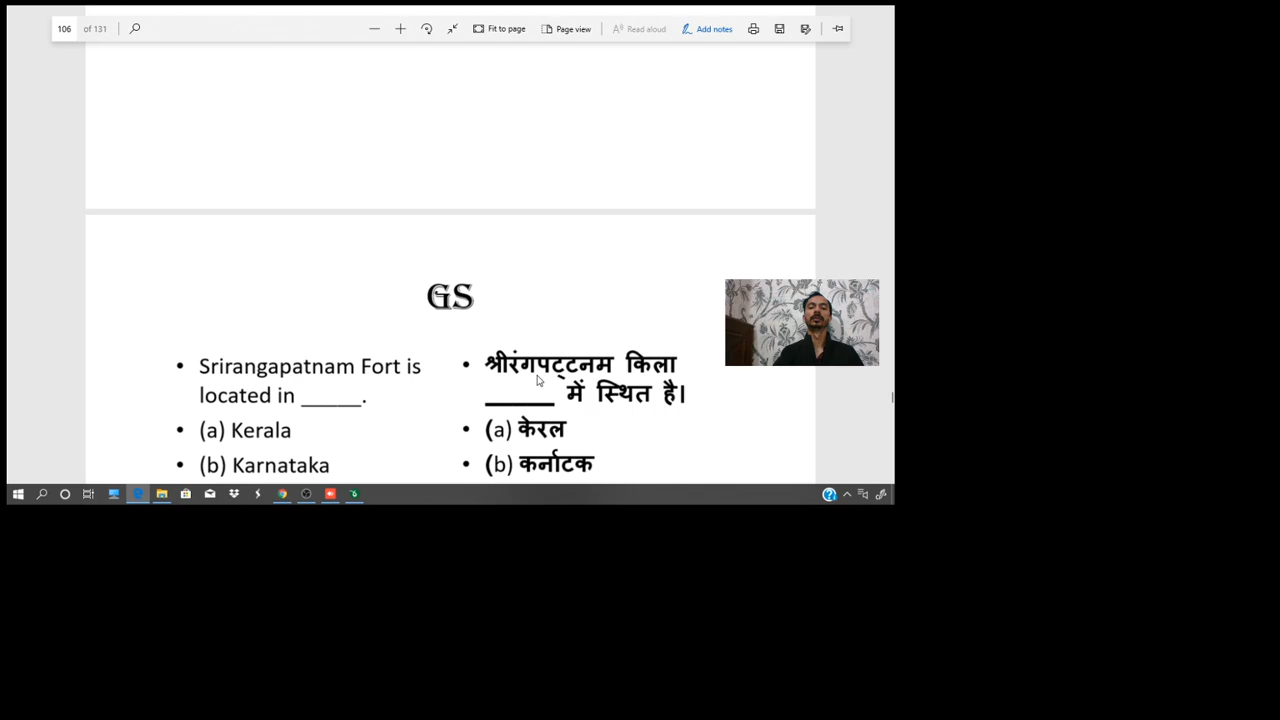 106 of 131 Fit to page Page view Read aloud Add notes
GS
• Srirangapatnam Fort is
located in _____.
• (a) Kerala
• (b) Karnataka
• श्रीरंगपट्टनम किला
______ में स्थित है।
• (a) केरल
• (b) कर्नाटक